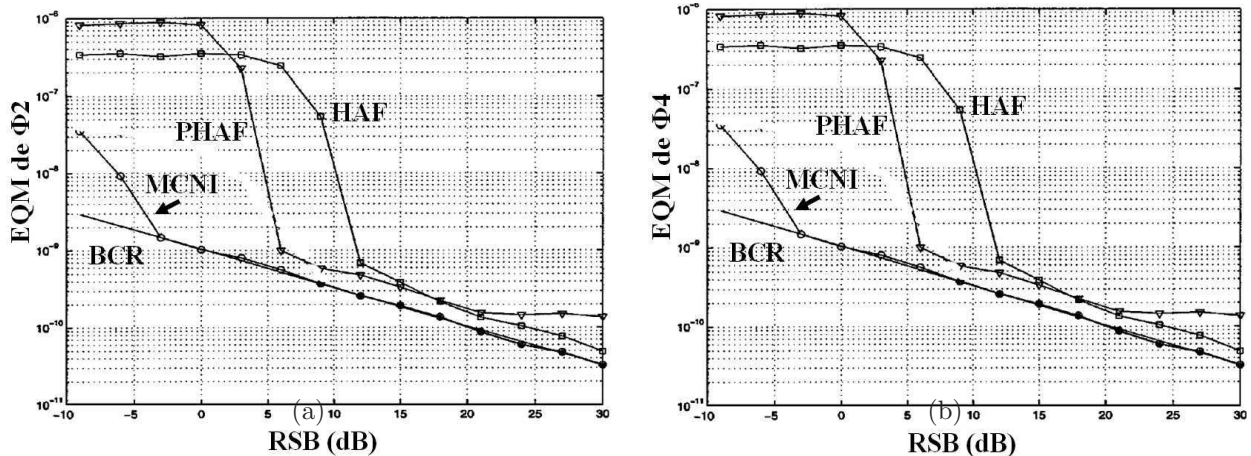 10⁻⁶
10⁻⁷
10⁻⁸
10⁻⁹
10⁻¹⁰
10⁻¹¹
EQM de Φ2
HAF
PHAF
MCNI
BCR
-10 -5 0 5 10 15 20 25 30
(a)
RSB (dB)
10⁻⁶
10⁻⁷
10⁻⁸
10⁻⁹
10⁻¹⁰
10⁻¹¹
EQM de Φ4
HAF
PHAF
MCNI
BCR
-10 -5 0 5 10 15 20 25 30
(b)
RSB (dB)